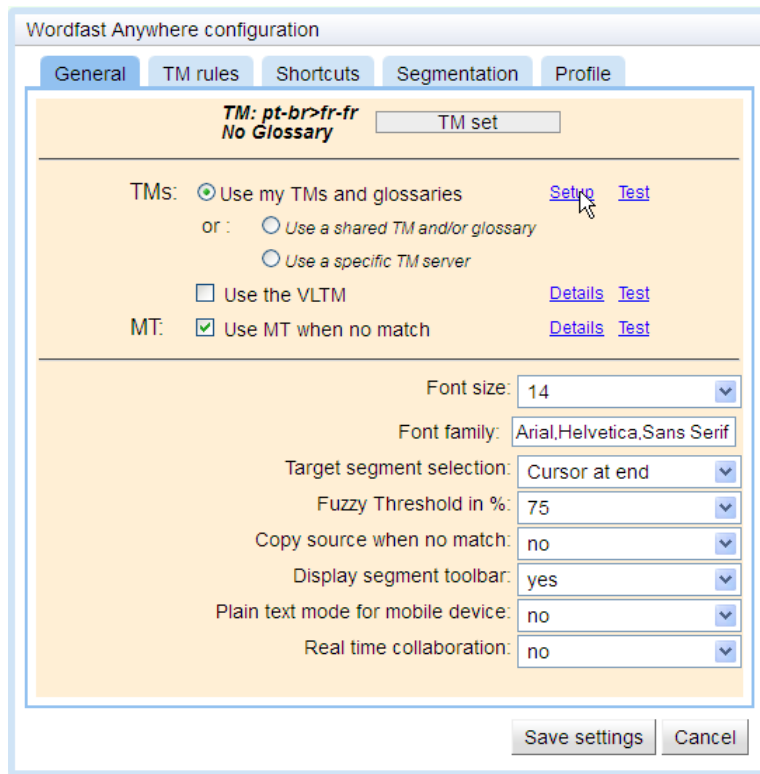 Wordfast Anywhere configuration
General TM rules Shortcuts Segmentation Profile
TM: pt-br>fr-fr
No Glossary
TM set
TMs: Use my TMs and glossaries Setup Test
or : Use a shared TM and/or glossary
Use a specific TM server
Use the VLTM Details Test
MT: Use MT when no match Details Test
Font size: 14
Font family: Arial,Helvetica,Sans Serif
Target segment selection: Cursor at end
Fuzzy Threshold in %: 75
Copy source when no match: no
Display segment toolbar: yes
Plain text mode for mobile device: no
Real time collaboration: no
Save settings Cancel